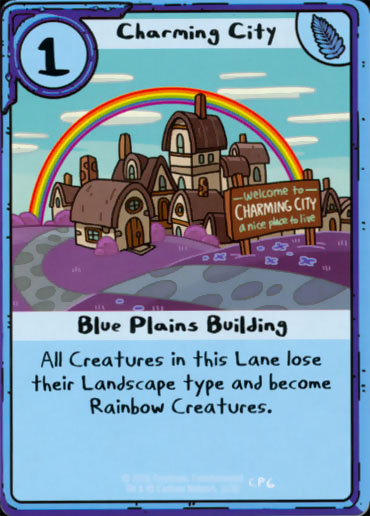 Charming City
1
welcome to
CHARMING CITY
a nice place to live
Blue Plains Building
All Creatures in this Lane lose
their Landscape type and become
Rainbow Creatures.
C.P6